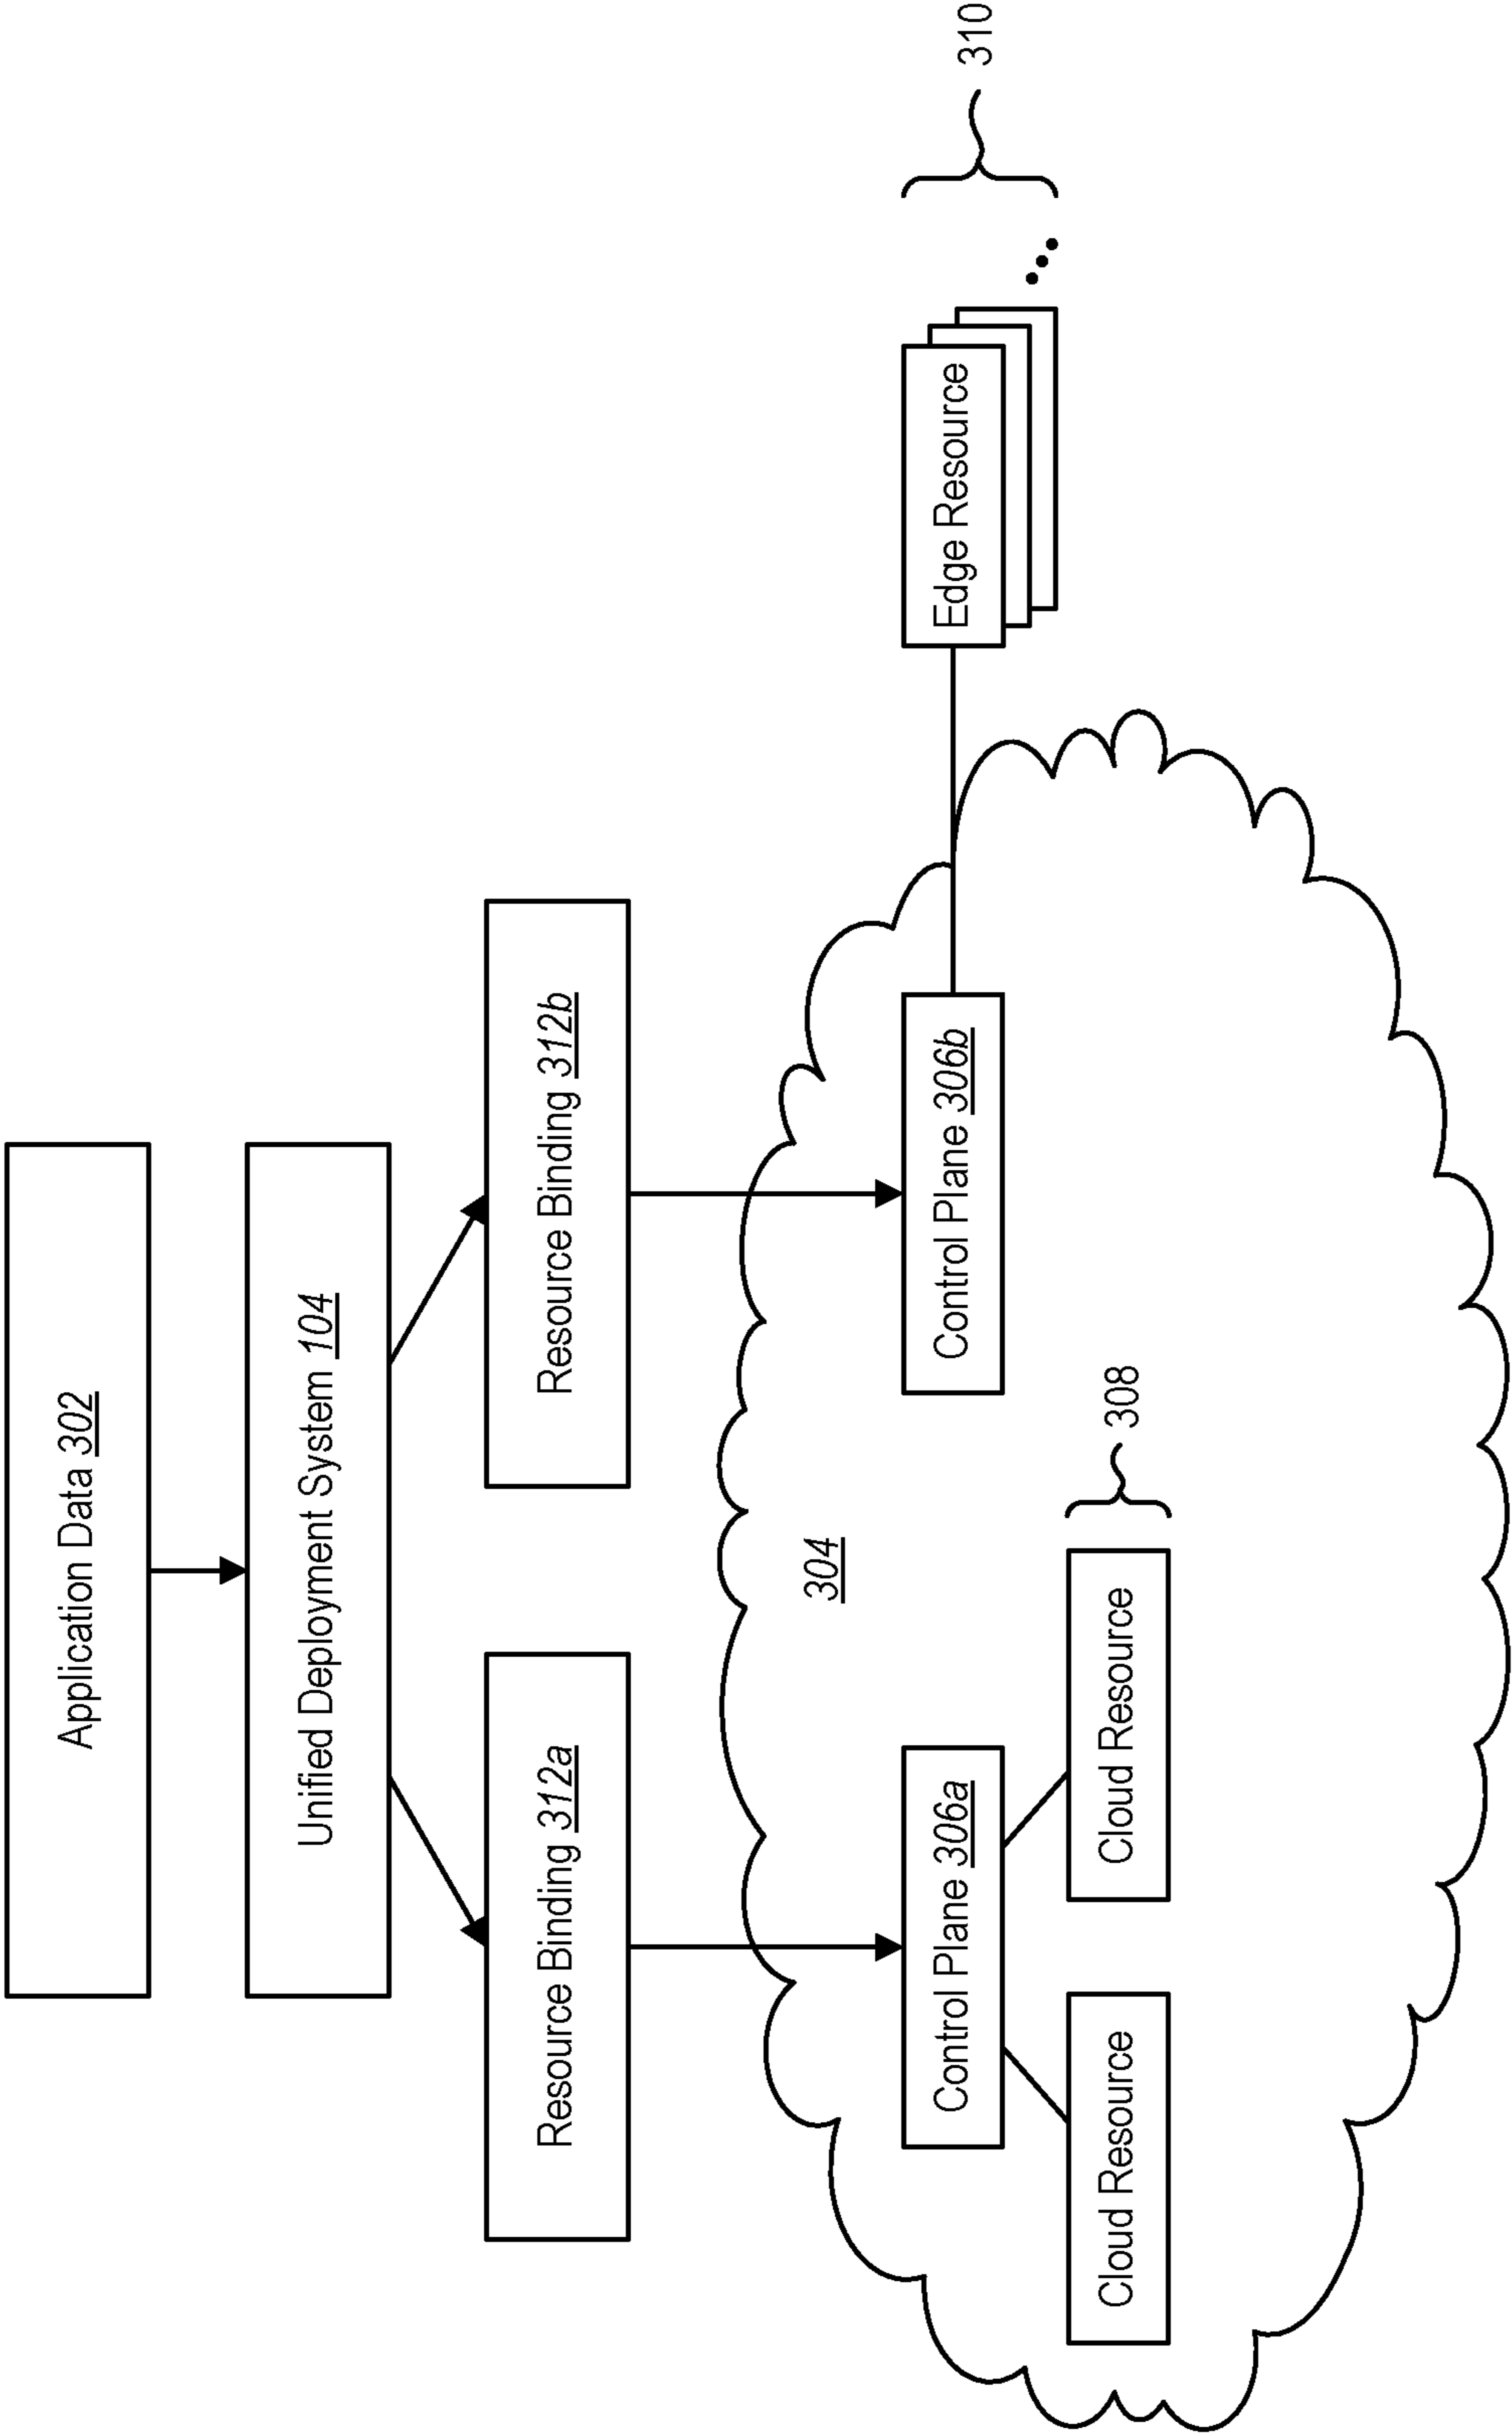 Application Data 302
Unified Deployment System 104
Resource Binding 312a
Resource Binding 312b
304
Control Plane 306a
Control Plane 306b
Edge Resource
310
Cloud Resource
Cloud Resource
308